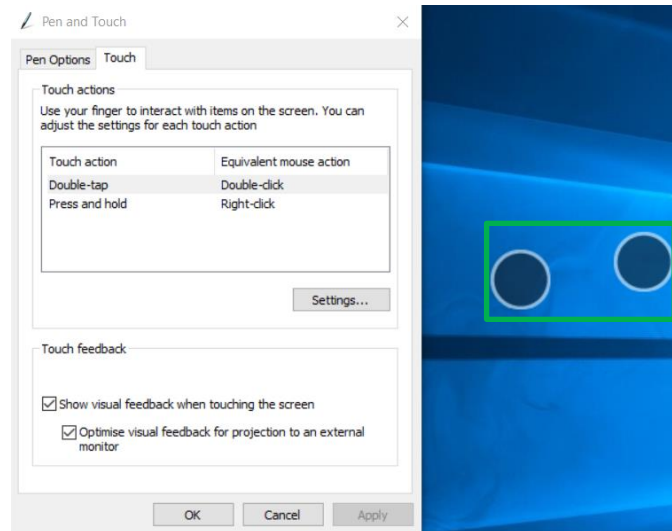 Pen and Touch
Pen Options Touch
Touch actions
Use your finger to interact with items on the screen. You can
adjust the settings for each touch action
Touch action Equivalent mouse action
Double-tap Double-click
Press and hold Right-click
Settings...
Touch feedback
Show visual feedback when touching the screen
Optimise visual feedback for projection to an external
monitor
OK Cancel Apply